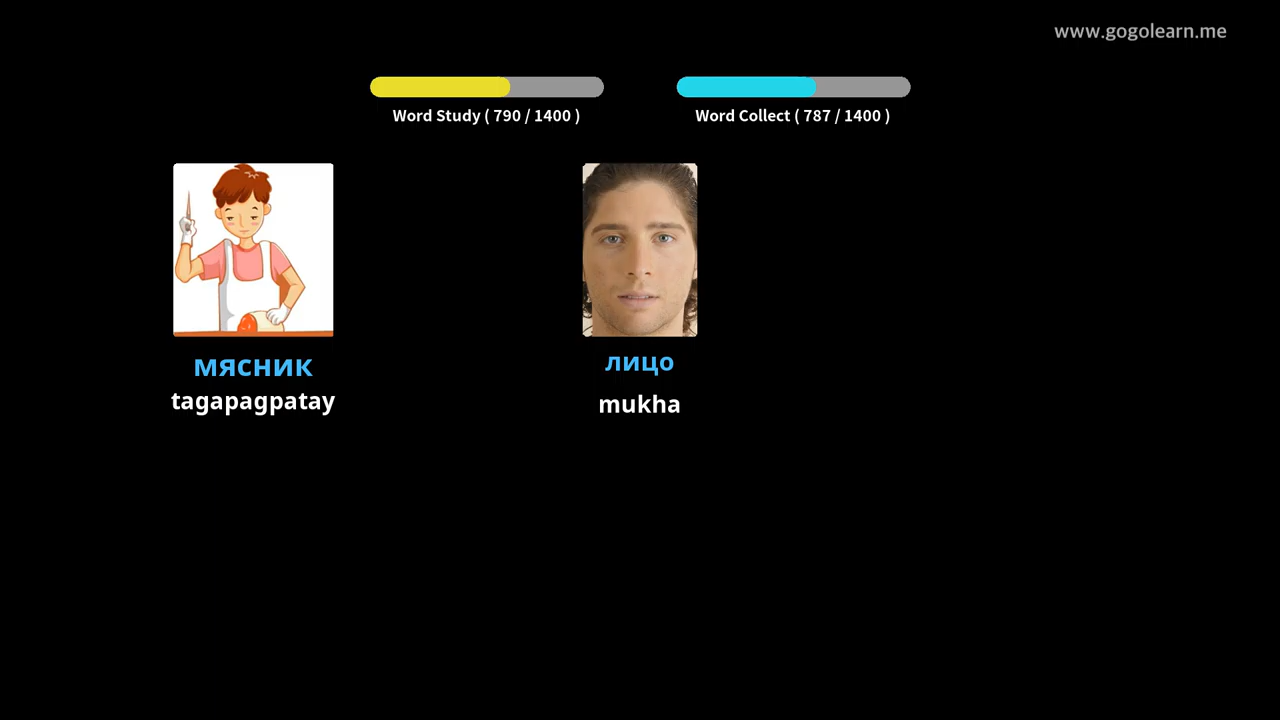 www.gogolearn.me
Word Study ( 790 / 1400 )
Word Collect ( 787 / 1400 )
мясник
tagapagpatay
лицо
mukha